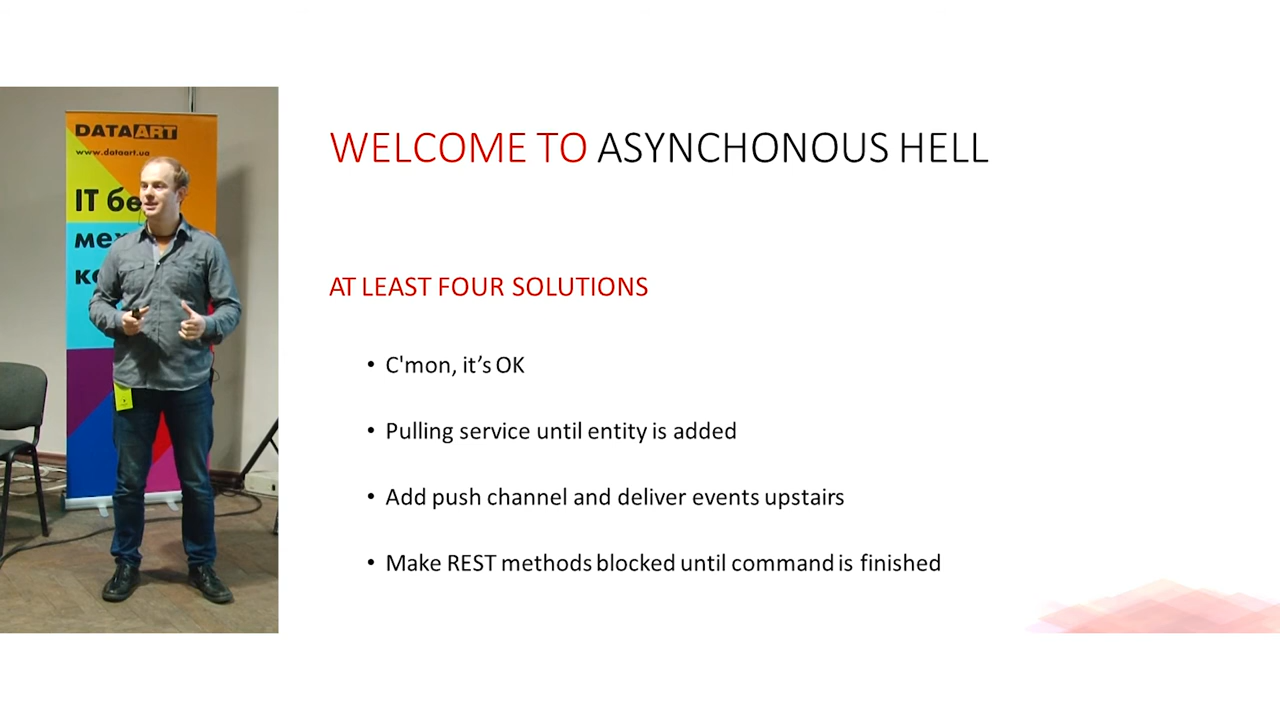 DATAART
www.dataart.ua
IT
WELCOME TO ASYNCHONOUS HELL
AT LEAST FOUR SOLUTIONS
• C'mon, it’s OK
• Pulling service until entity is added
• Add push channel and deliver events upstairs
• Make REST methods blocked until command is finished